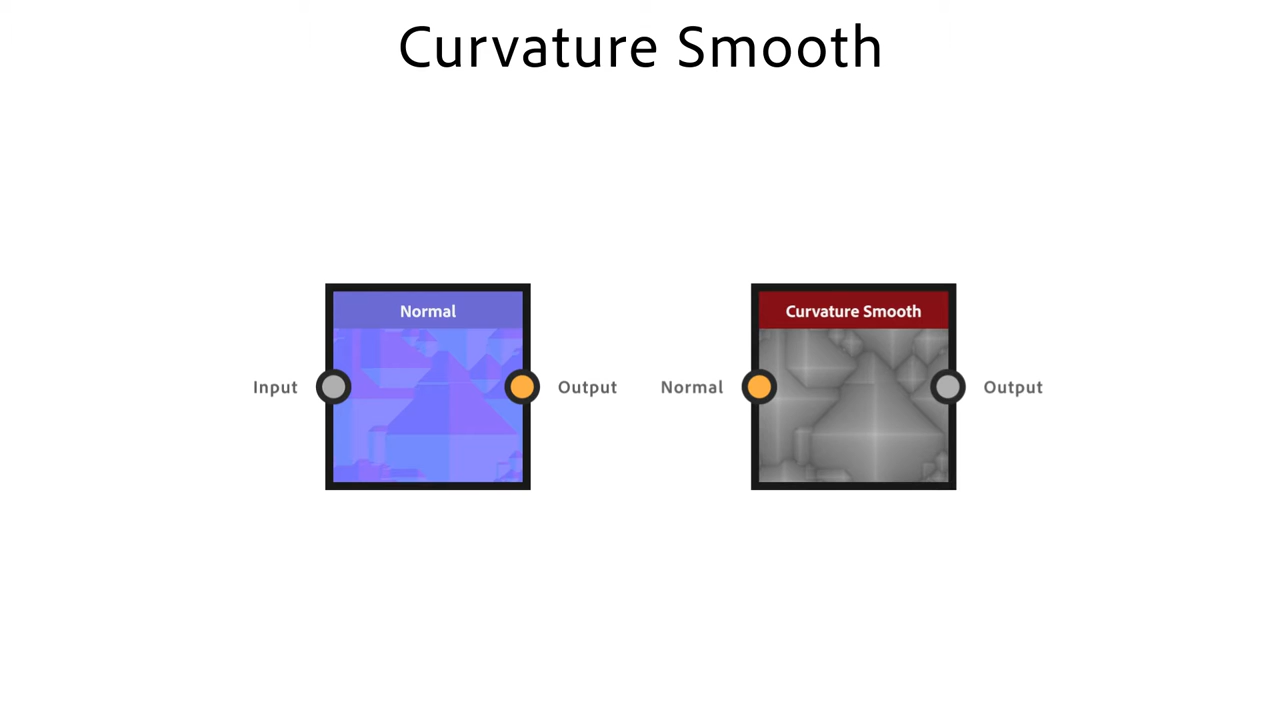 Curvature Smooth
Normal
Input
Output
Curvature Smooth
Normal
Output